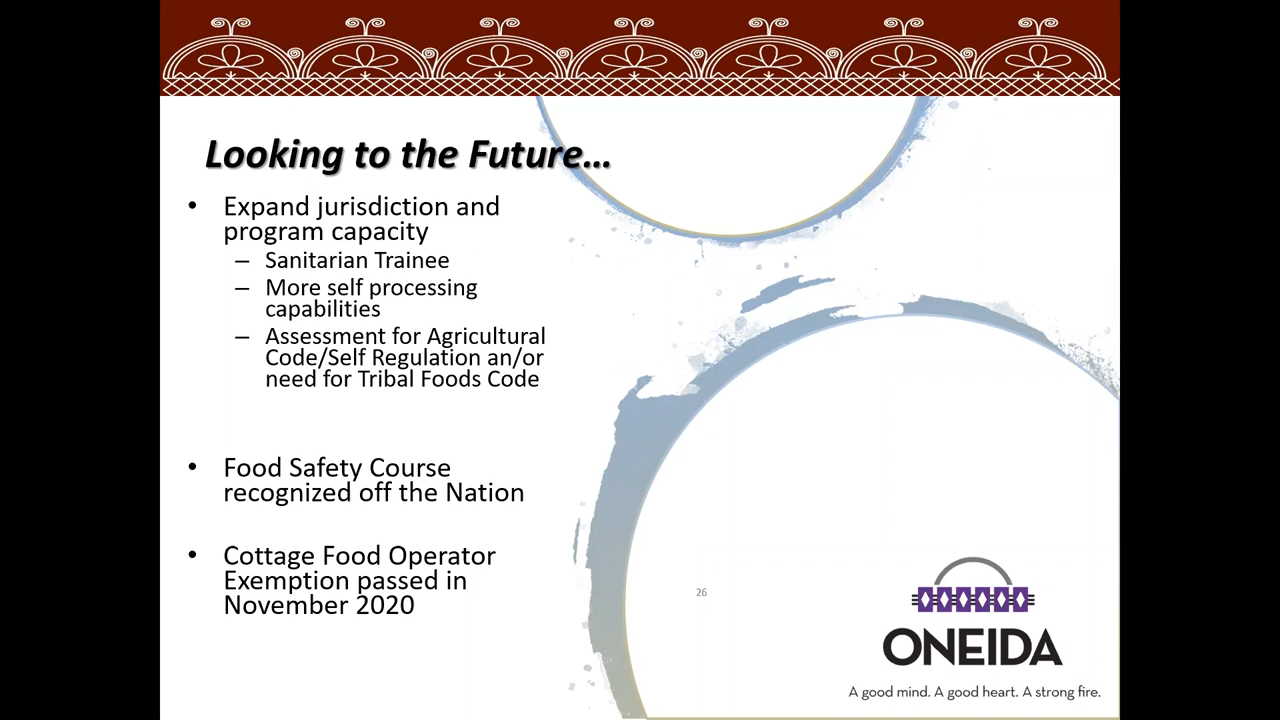 Looking to the Future...
• Expand jurisdiction and
program capacity
– Sanitarian Trainee
– More self processing
capabilities
– Assessment for Agricultural
Code/Self Regulation an/or
need for Tribal Foods Code
• Food Safety Course
recognized off the Nation
• Cottage Food Operator
Exemption passed in
November 2020
26
ONEIDA
A good mind. A good heart. A strong fire.